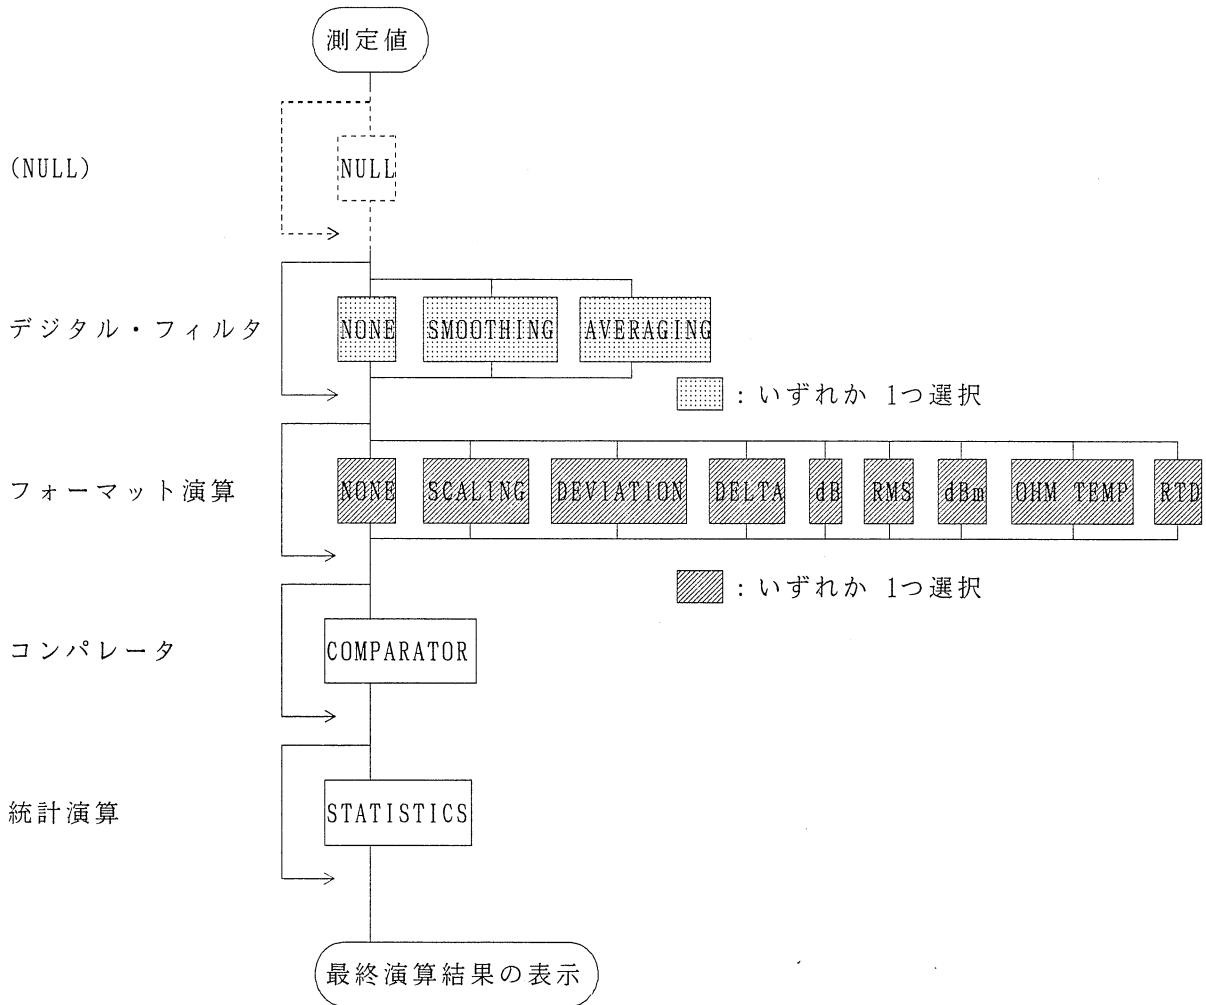 測定値
(NULL)
NULL
デジタル・フィルタ
NONE SMOOTHING AVERAGING
:いずれか 1つ選択
フォーマット演算
NONE SCALING DEVIATION DELTA dB RMS dBm OHM TEMP RTD
:いずれか 1つ選択
コンパレータ
COMPARATOR
統計演算
STATISTICS
最終演算結果の表示